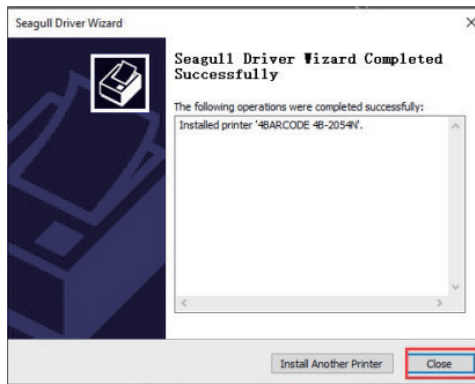 Seagull Driver Wizard
Seagull Driver Wizard Completed
Successfully
The following operations were completed successfully:
Installed printer '4BARCODE 4B-2054N'.
Install Another Printer
Close